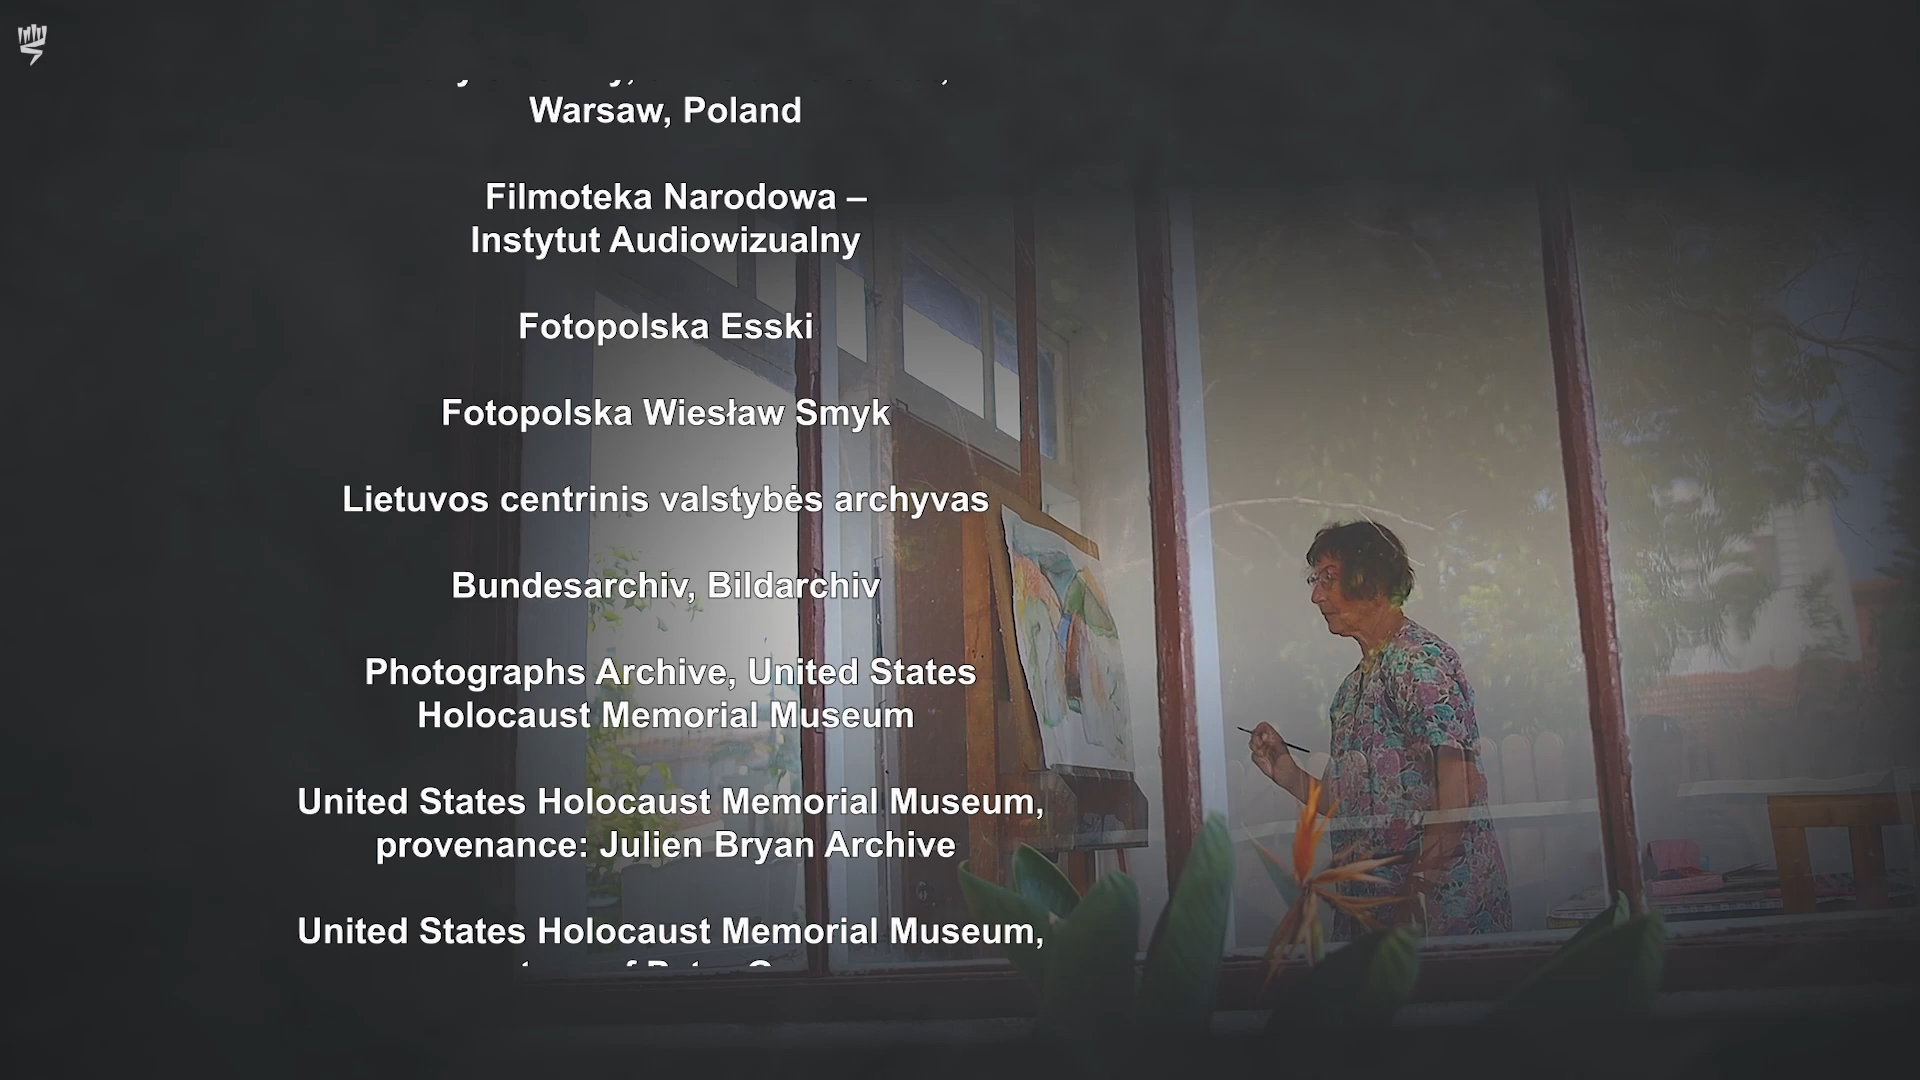 Warsaw, Poland
Filmoteka Narodowa –
Instytut Audiowizualny
Fotopolska Esski
Fotopolska Wiesław Smyk
Lietuvos centrinis valstybės archyvas
Bundesarchiv, Bildarchiv
Photographs Archive, United States
Holocaust Memorial Museum
United States Holocaust Memorial Museum,
provenance: Julien Bryan Archive
United States Holocaust Memorial Museum,